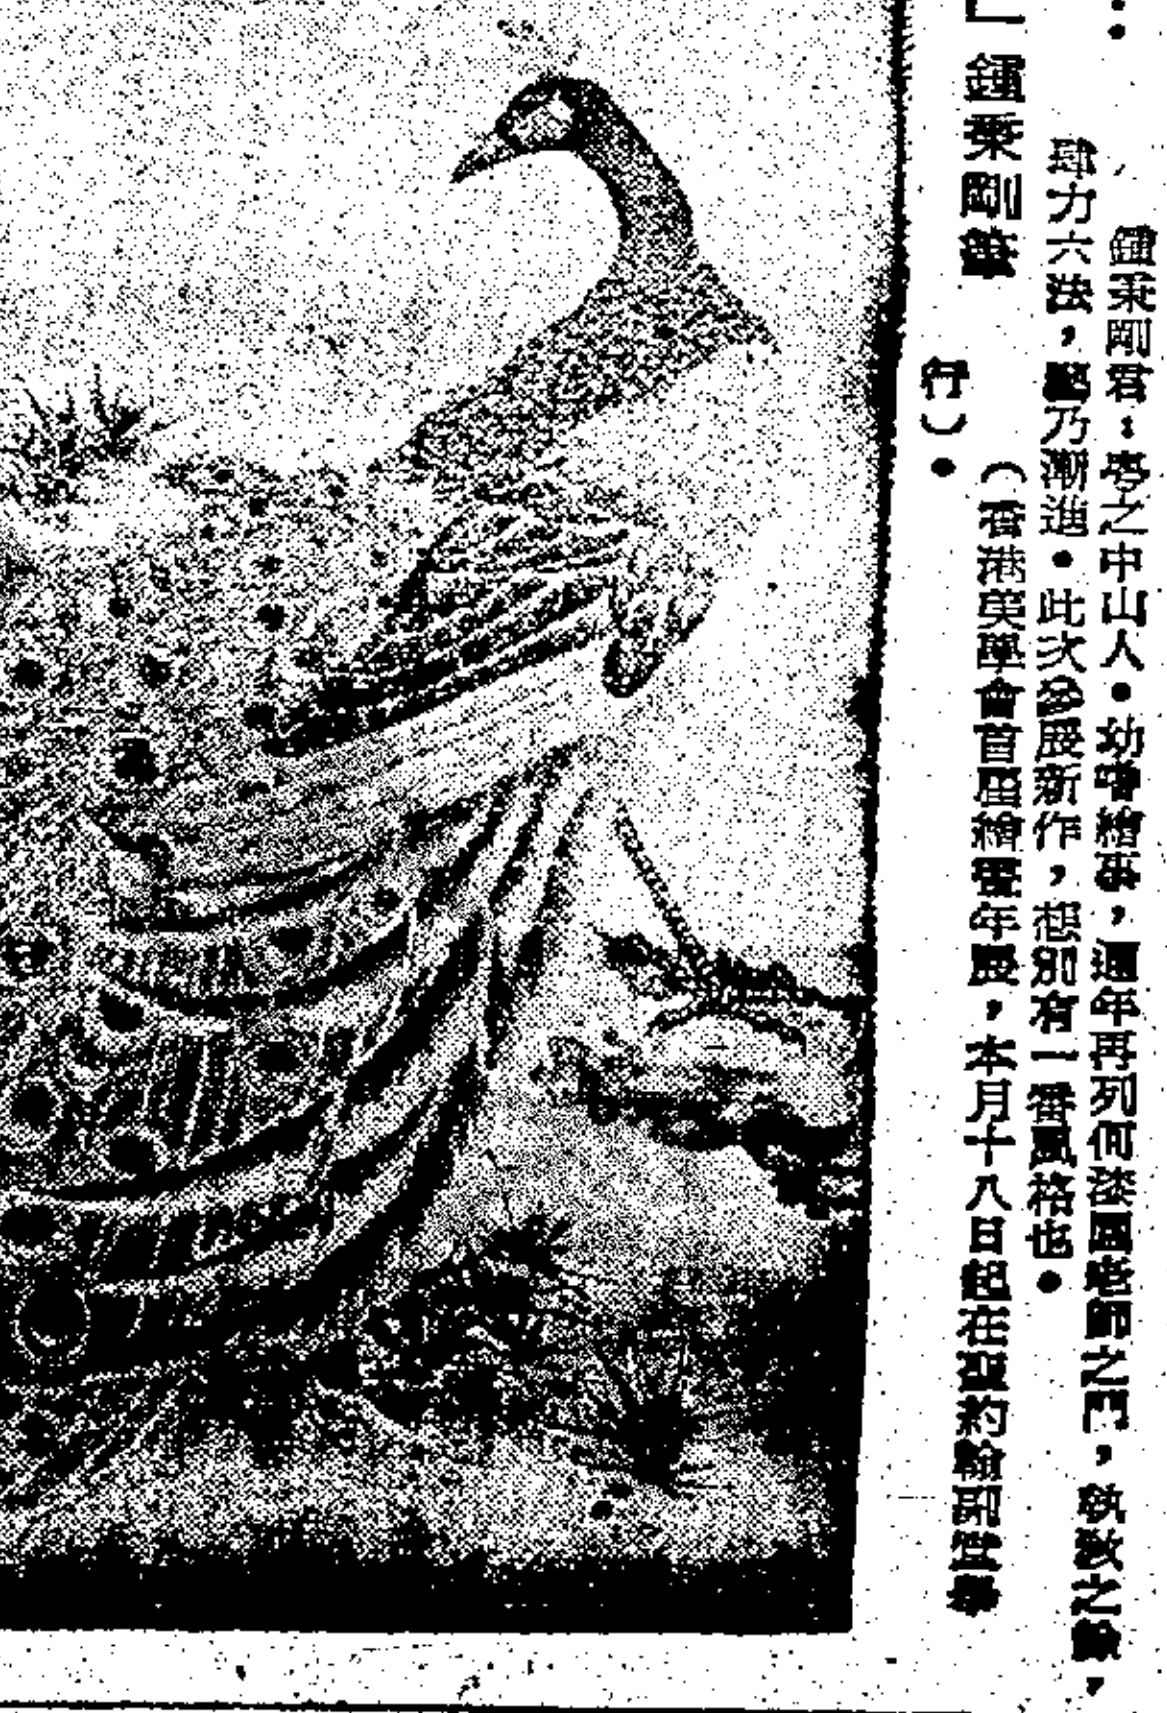 鍾秉剛君：粵之中山人。幼嗜繪事，邇年再列何漆園老師之門，執教之餘，
肆力六法，藝乃漸進。此次參展新作，想別有一番風格也。
」鍾秉剛筆
（香港美學會首屆繪畫年展，本月十八日起在聖約翰副堂舉
行）。